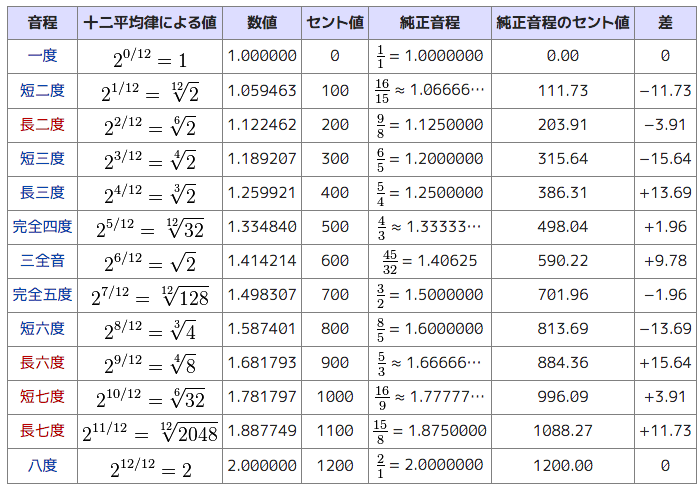 音程 十二平均律による値 数値 セント値 純正音程 純正音程のセント値 差
一度 2^{0/12} = 1 1.000000 0 \frac{1}{1} = 1.0000000 0.00 0
短二度 2^{1/12} = \sqrt[12]{2} 1.059463 100 \frac{16}{15} ≈ 1.06666⋯ 111.73 −11.73
長二度 2^{2/12} = \sqrt[6]{2} 1.122462 200 \frac{9}{8} = 1.1250000 203.91 −3.91
短三度 2^{3/12} = \sqrt[4]{2} 1.189207 300 \frac{6}{5} = 1.2000000 315.64 −15.64
長三度 2^{4/12} = \sqrt[3]{2} 1.259921 400 \frac{5}{4} = 1.2500000 386.31 +13.69
完全四度 2^{5/12} = \sqrt[12]{32} 1.334840 500 \frac{4}{3} ≈ 1.33333⋯ 498.04 +1.96
三全音 2^{6/12} = \sqrt{2} 1.414214 600 \frac{45}{32} = 1.40625 590.22 +9.78
完全五度 2^{7/12} = \sqrt[12]{128} 1.498307 700 \frac{3}{2} = 1.5000000 701.96 −1.96
短六度 2^{8/12} = \sqrt[3]{4} 1.587401 800 \frac{8}{5} = 1.6000000 813.69 −13.69
長六度 2^{9/12} = \sqrt[4]{8} 1.681793 900 \frac{5}{3} ≈ 1.66666⋯ 884.36 +15.64
短七度 2^{10/12} = \sqrt[6]{32} 1.781797 1000 \frac{16}{9} ≈ 1.77777⋯ 996.09 +3.91
長七度 2^{11/12} = \sqrt[12]{2048} 1.887749 1100 \frac{15}{8} = 1.8750000 1088.27 +11.73
八度 2^{12/12} = 2 2.000000 1200 \frac{2}{1} = 2.0000000 1200.00 0